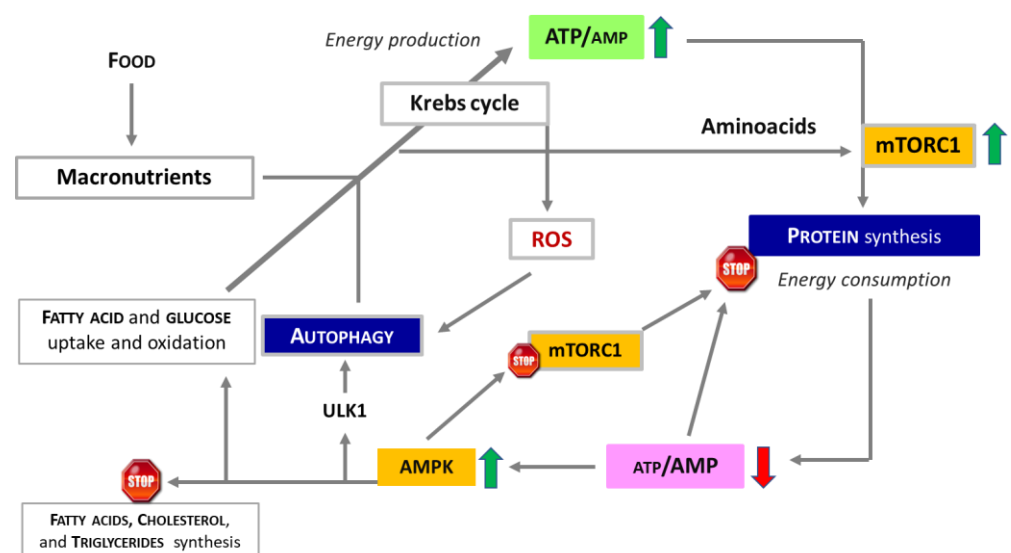 Energy production
ATP/AMP
FOOD
Krebs cycle
Aminoacids
mTORC1
Macronutrients
ROS
PROTEIN synthesis
STOP
Energy consumption
FATTY ACID and GLUCOSE
uptake and oxidation
AUTOPHAGY
STOP
mTORC1
ULK1
AMPK
ATP/AMP
STOP
FATTY ACIDS, CHOLESTEROL,
and TRIGLYCERIDES synthesis